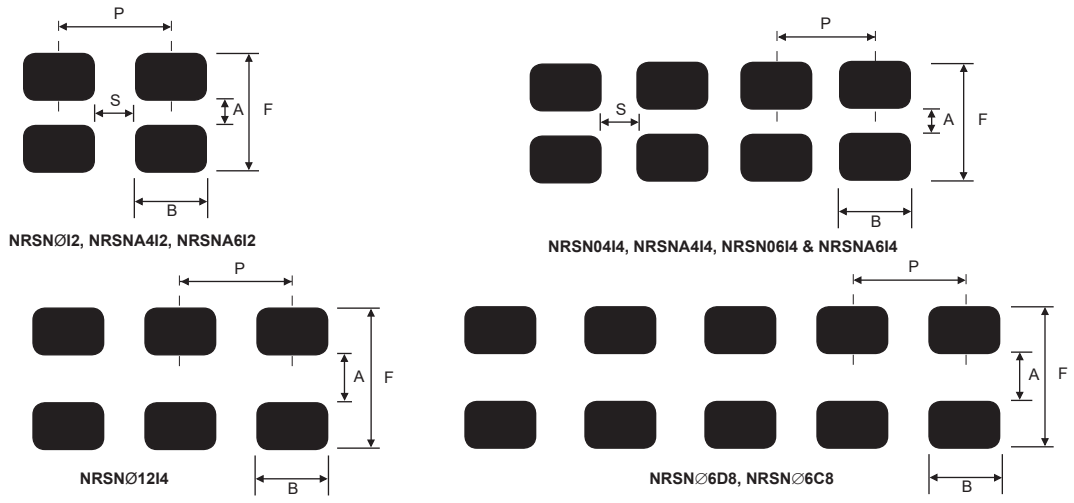 P
S
A
F
B
NRSNØI2, NRSNA4I2, NRSNA6I2
P
S
A
F
B
NRSN04I4, NRSNA4I4, NRSN06I4 & NRSNA6I4
P
A
F
B
NRSNØ12I4
P
A
F
B
NRSN∅6D8, NRSN∅6C8